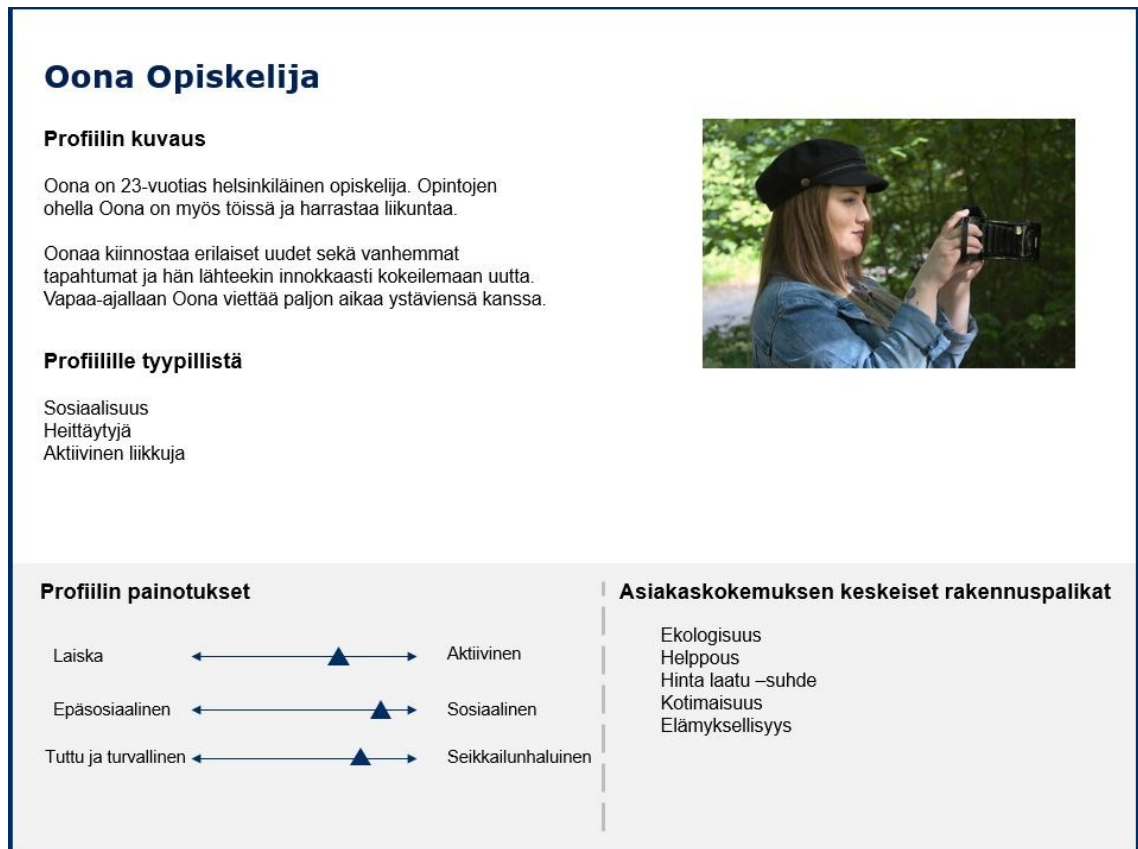 Oona Opiskelija
Profiilin kuvaus
Oona on 23-vuotias helsinkiläinen opiskelija. Opintojen
ohella Oona on myös töissä ja harrastaa liikuntaa.
Oonaa kiinnostaa erilaiset uudet sekä vanhemmat
tapahtumat ja hän lähteekin innokkaasti kokeilemaan uutta.
Vapaa-ajallaan Oona viettää paljon aikaa ystäviensä kanssa.
Profiilille tyypillistä
Sosiaalisuus
Heittäytyjä
Aktiivinen liikkuja
Profiilin painotukset
Laiska
Aktiivinen
Epäsosiaalinen
Sosiaalinen
Tuttu ja turvallinen
Seikkailunhaluinen
Asiakaskokemuksen keskeiset rakennuspalikat
Ekologisuus
Helppous
Hinta laatu –suhde
Kotimaisuus
Elämyksellisyys